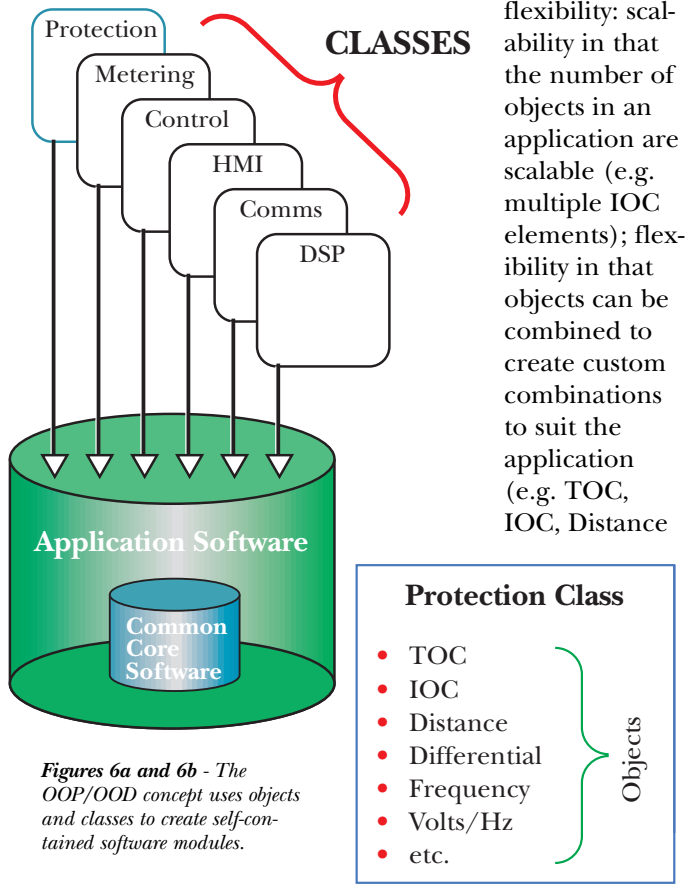 Protection
Metering
Control
HMI
Comms
DSP
CLASSES
Application Software
Common
Core
Software
Figures 6a and 6b - The
OOP/OOD concept uses objects
and classes to create self-con-
tained software modules.
flexibility: scal-
ability in that
the number of
objects in an
application are
scalable (e.g.
multiple IOC
elements); flex-
ibility in that
objects can be
combined to
create custom
combinations
to suit the
application
(e.g. TOC,
IOC, Distance
Protection Class
• TOC
• IOC
• Distance
• Differential
• Frequency
• Volts/Hz
• etc.
Objects